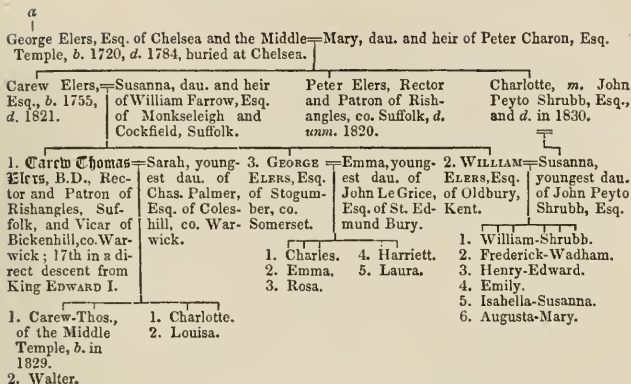 a
George Elers, Esq. of Chelsea and the Middle=Mary, dau. and heir of Peter Charon, Esq.
Temple, b. 1720, d. 1784, buried at Chelsea.
Carew Elers,=Susanna, dau. and heir
Esq., b. 1755, of William Farrow, Esq.
d. 1821. of Monkseleigh and
Cockfield, Suffolk.
Peter Elers, Rector
and Patron of Rish-
angles, co. Suffolk, d.
unm. 1820.
Charlotte, m. John
Peyto Shrubb, Esq.,
and d. in 1830.
1. Carew Thomas=Sarah, young-
Elers, B.D., Rec- est dau. of
tor and Patron of Chas. Palmer,
Rishangles, Suf- Esq. of Coles-
folk, and Vicar of hill, co. War-
Bickenhill, co. War- wick.
wick; 17th in a di-
rect descent from
King EDWARD I.
3. GEORGE=Emma, young-
ELERS, Esq. est dau. of
of Stogum- John Le Grice,
ber, co. Esq. of St. Ed-
Somerset. mund Bury.
2. WILLIAM=Susanna,
ELERS, Esq. youngest dau.
of Oldbury, of John Peyto
Kent. Shrubb, Esq.
1. Charles. 4. Harriett.
2. Emma. 5. Laura.
3. Rosa.
1. William-Shrubb.
2. Frederick-Wadham.
3. Henry-Edward.
4. Emily.
5. Isabella-Susanna.
6. Augusta-Mary.
1. Carew-Thos., 1. Charlotte.
of the Middle 2. Louisa.
Temple, b. in
1829.
2. Walter.